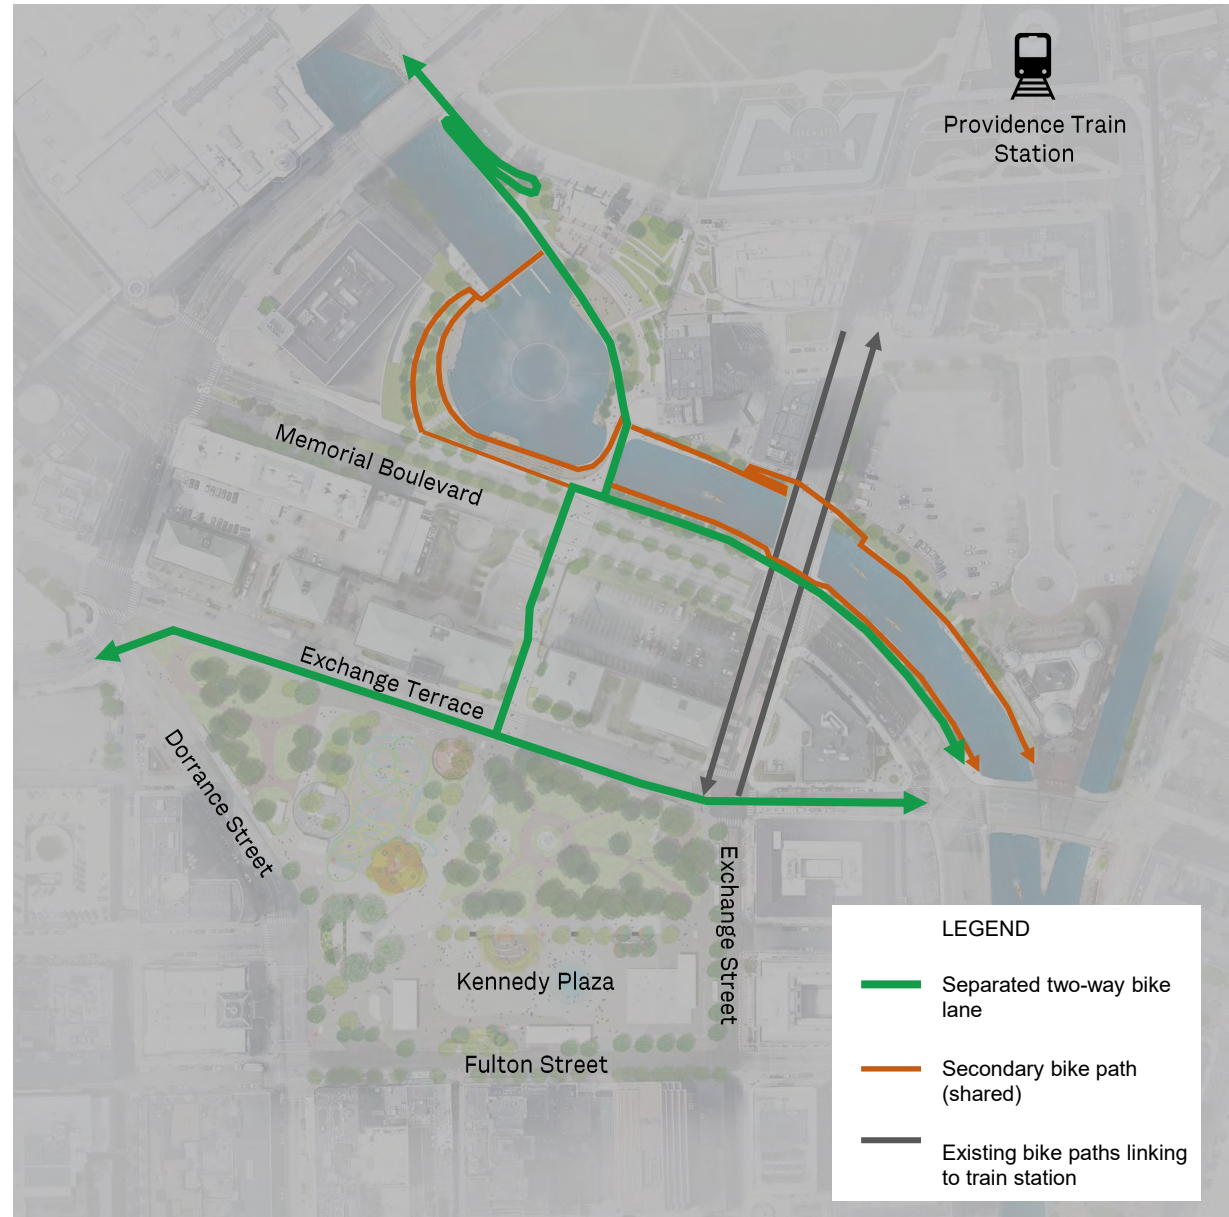 Providence Train
Station
Memorial Boulevard
Exchange Terrace
Dorrance Street
Exchange Street
Kennedy Plaza
Fulton Street
LEGEND
Separated two-way bike
lane
Secondary bike path
(shared)
Existing bike paths linking
to train station